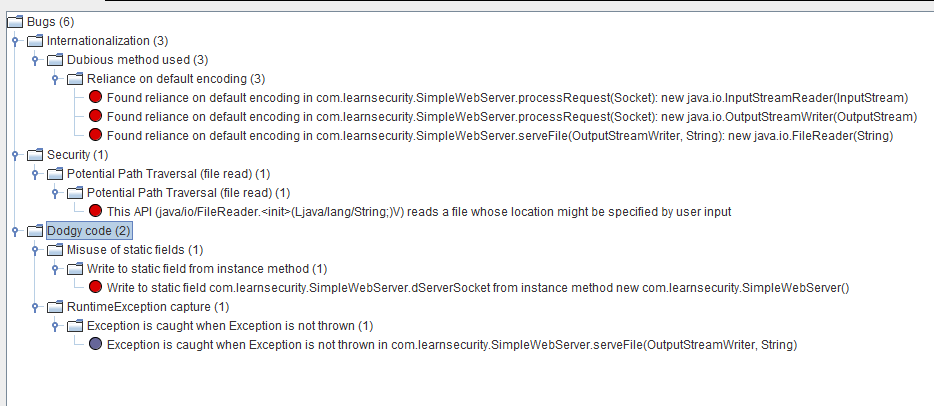 Bugs (6)
Internationalization (3)
Dubious method used (3)
Reliance on default encoding (3)
Found reliance on default encoding in com.learnsecurity.SimpleWebServer.processRequest(Socket): new java.io.InputStreamReader(InputStream)
Found reliance on default encoding in com.learnsecurity.SimpleWebServer.processRequest(Socket): new java.io.OutputStreamWriter(OutputStream)
Found reliance on default encoding in com.learnsecurity.SimpleWebServer.serveFile(OutputStreamWriter, String): new java.io.FileReader(String)
Security (1)
Potential Path Traversal (file read) (1)
Potential Path Traversal (file read) (1)
This API (java/io/FileReader.<init>(Ljava/lang/String;)V) reads a file whose location might be specified by user input
Dodgy code (2)
Misuse of static fields (1)
Write to static field from instance method (1)
Write to static field com.learnsecurity.SimpleWebServer.dServerSocket from instance method new com.learnsecurity.SimpleWebServer()
RuntimeException capture (1)
Exception is caught when Exception is not thrown (1)
Exception is caught when Exception is not thrown in com.learnsecurity.SimpleWebServer.serveFile(OutputStreamWriter, String)